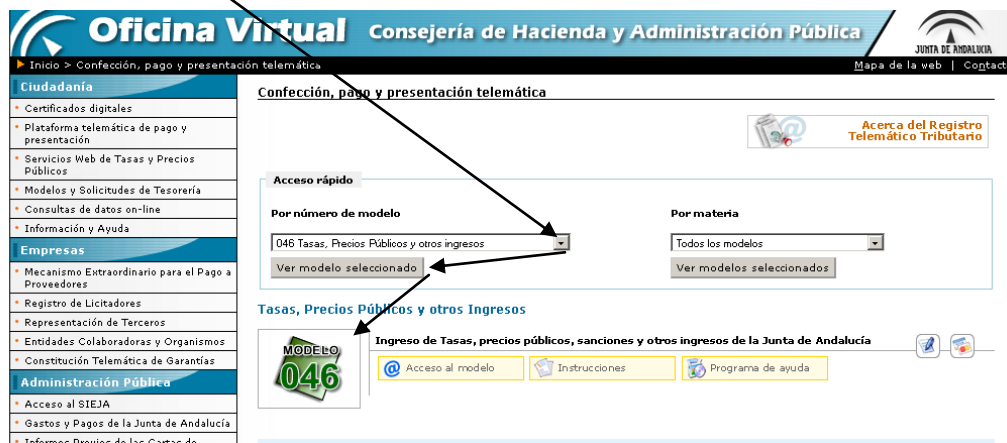 Oficina Virtual Consejería de Hacienda y Administración Pública
JUNTA DE ANDALUCIA
Inicio > Confección, pago y presentación telemática
Mapa de la web | Contact
Ciudadanía
Certificados digitales
Plataforma telemática de pago y
presentación
Servicios Web de Tasas y Precios
Públicos
Modelos y Solicitudes de Tesorería
Consultas de datos on-line
Información y Ayuda
Empresas
Mecanismo Extraordinario para el Pago a
Proveedores
Registro de Licitadores
Representación de Terceros
Entidades Colaboradoras y Organismos
Constitución Telemática de Garantías
Administración Pública
Acceso al SIEJA
Gastos y Pagos de la Junta de Andalucía
Informes Previos de las Cartas de
Confección, pago y presentación telemática
Acerca del Registro
Telemático Tributario
Acceso rápido
Por número de modelo
046 Tasas, Precios Públicos y otros ingresos
Ver modelo seleccionado
Por materia
Todos los modelos
Ver modelos seleccionados
Tasas, Precios Públicos y otros Ingresos
MODELO
046
Ingreso de Tasas, precios públicos, sanciones y otros ingresos de la Junta de Andalucía
Acceso al modelo
Instrucciones
Programa de ayuda